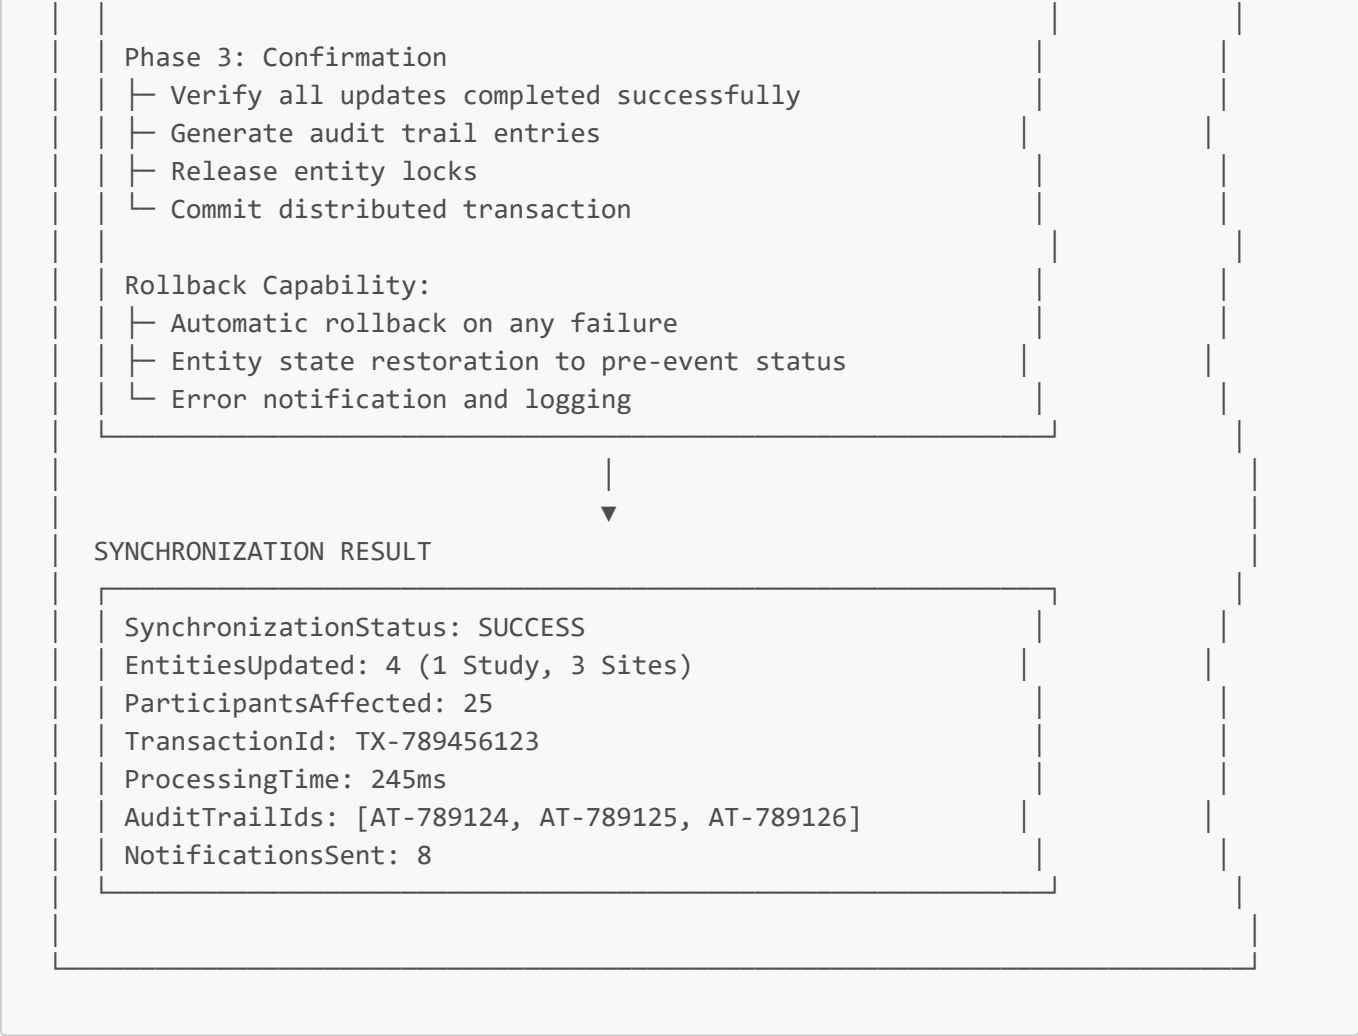 Phase 3: Confirmation
├─ Verify all updates completed successfully
├─ Generate audit trail entries
├─ Release entity locks
└─ Commit distributed transaction
Rollback Capability:
├─ Automatic rollback on any failure
├─ Entity state restoration to pre-event status
└─ Error notification and logging
▼
SYNCHRONIZATION RESULT
SynchronizationStatus: SUCCESS
EntitiesUpdated: 4 (1 Study, 3 Sites)
ParticipantsAffected: 25
TransactionId: TX-789456123
ProcessingTime: 245ms
AuditTrailIds: [AT-789124, AT-789125, AT-789126]
NotificationsSent: 8